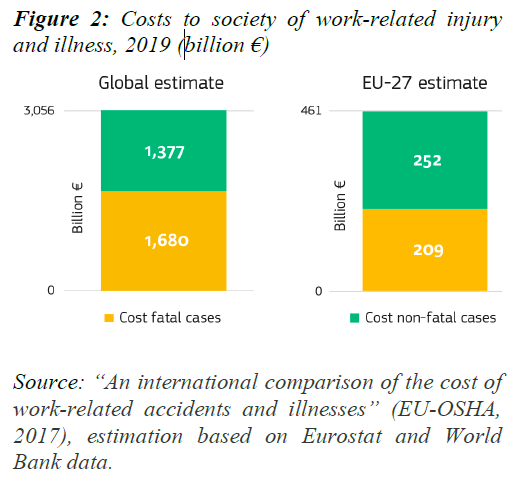 Figure 2: Costs to society of work-related injury
and illness, 2019 (billion €)
Global estimate
3,056
1,377
1,680
0
Billion €
Cost fatal cases
EU-27 estimate
461
252
209
0
Billion €
Cost non-fatal cases
Source: “An international comparison of the cost of
work-related accidents and illnesses” (EU-OSHA,
2017), estimation based on Eurostat and World
Bank data.